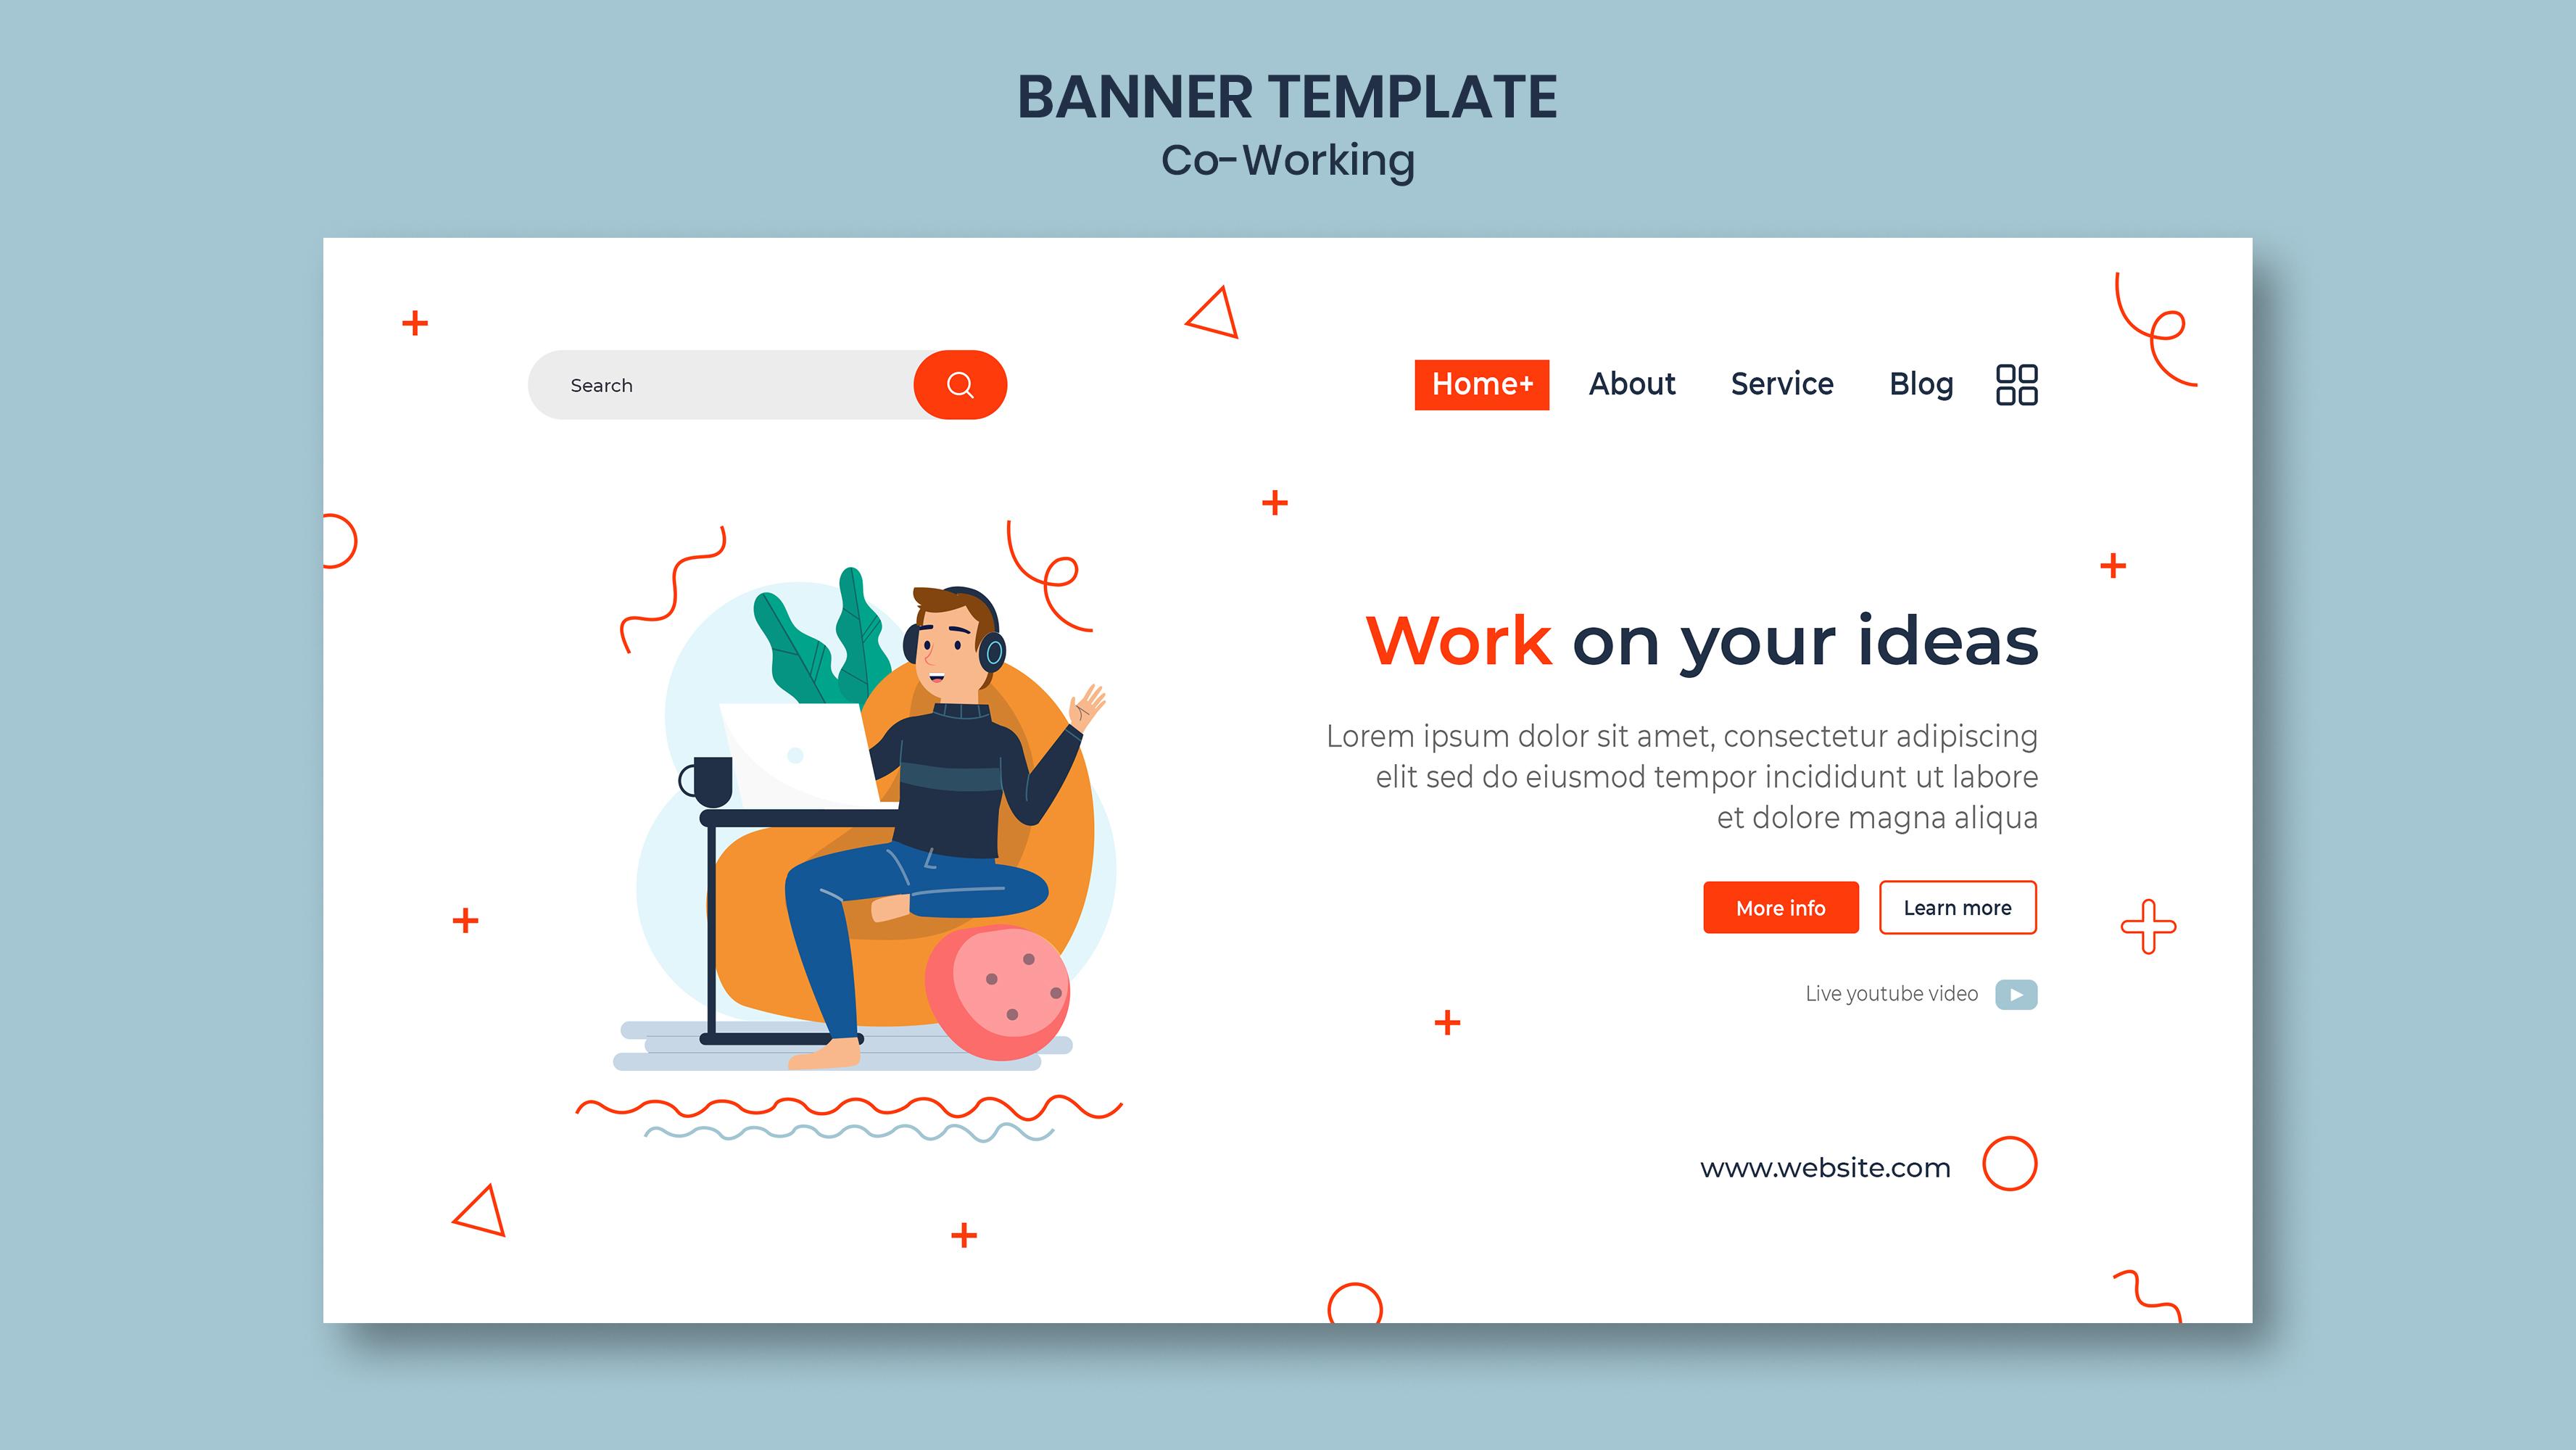 BANNER TEMPLATE
Co-Working
Search
Home+ About Service Blog
Work on your ideas
Lorem ipsum dolor sit amet, consectetur adipiscing
elit sed do eiusmod tempor incididunt ut labore
et dolore magna aliqua
More info Learn more
Live youtube video
www.website.com